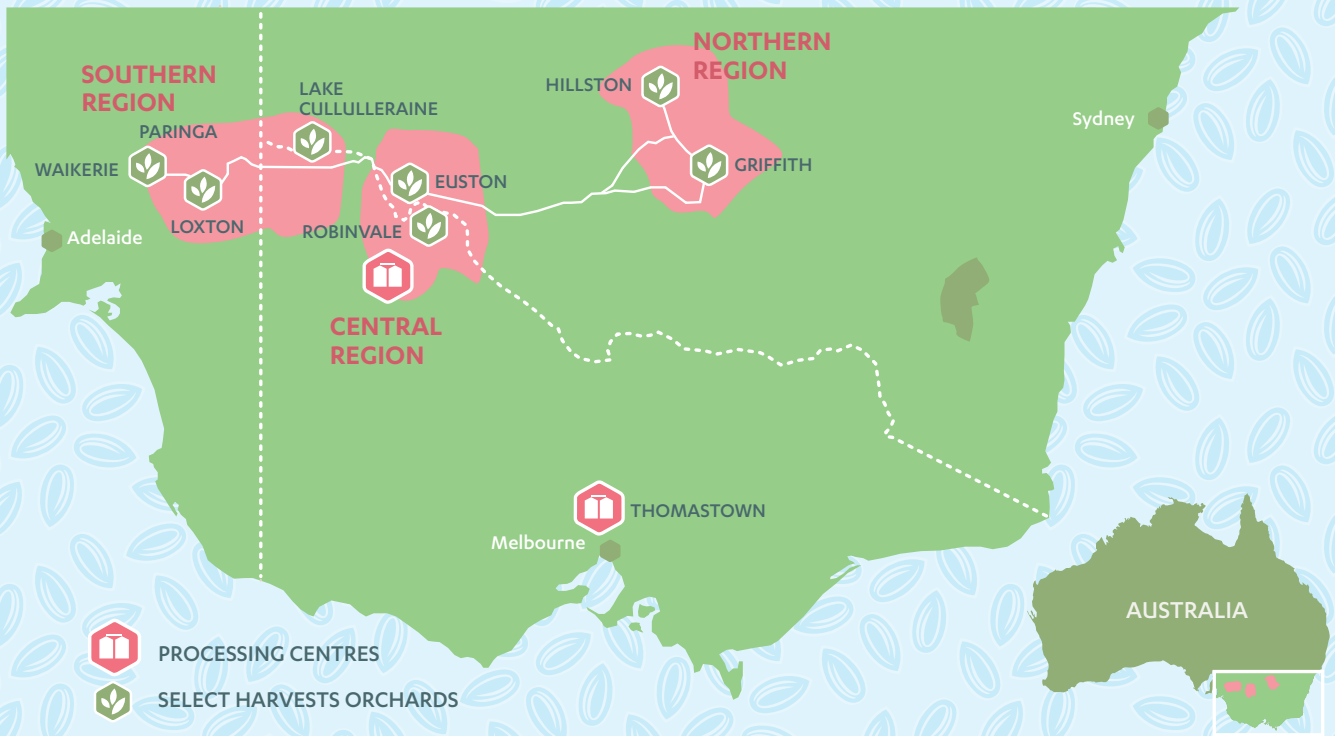 NORTHERN
REGION
SOUTHERN
REGION
HILLSTON
LAKE
CULLULLERAINE
Sydney
PARINGA
WAIKERIE
GRIFFITH
EUSTON
LOXTON
ROBINVALE
Adelaide
CENTRAL
REGION
THOMASTOWN
Melbourne
AUSTRALIA
PROCESSING CENTRES
SELECT HARVESTS ORCHARDS